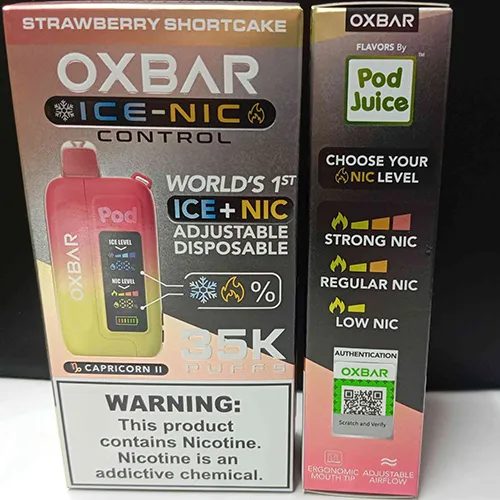 STRAWBERRY SHORTCAKE
OXBAR
ICE-NIC
CONTROL
WORLD'S 1ST
ICE + NIC
ADJUSTABLE
DISPOSABLE
Pod
ICE LEVEL
NIC LEVEL
OXBAR
%
35K
PUFFS
CAPRICORN II
WARNING:
This product
contains Nicotine.
Nicotine is an
addictive chemical.
OXBAR
FLAVORS By
Pod
Juice
TM
CHOOSE YOUR
NIC LEVEL
STRONG NIC
REGULAR NIC
LOW NIC
AUTHENTICATION
OXBAR
Scratch and Verify
ERGONOMIC
MOUTH TIP
ADJUSTABLE
AIRFLOW